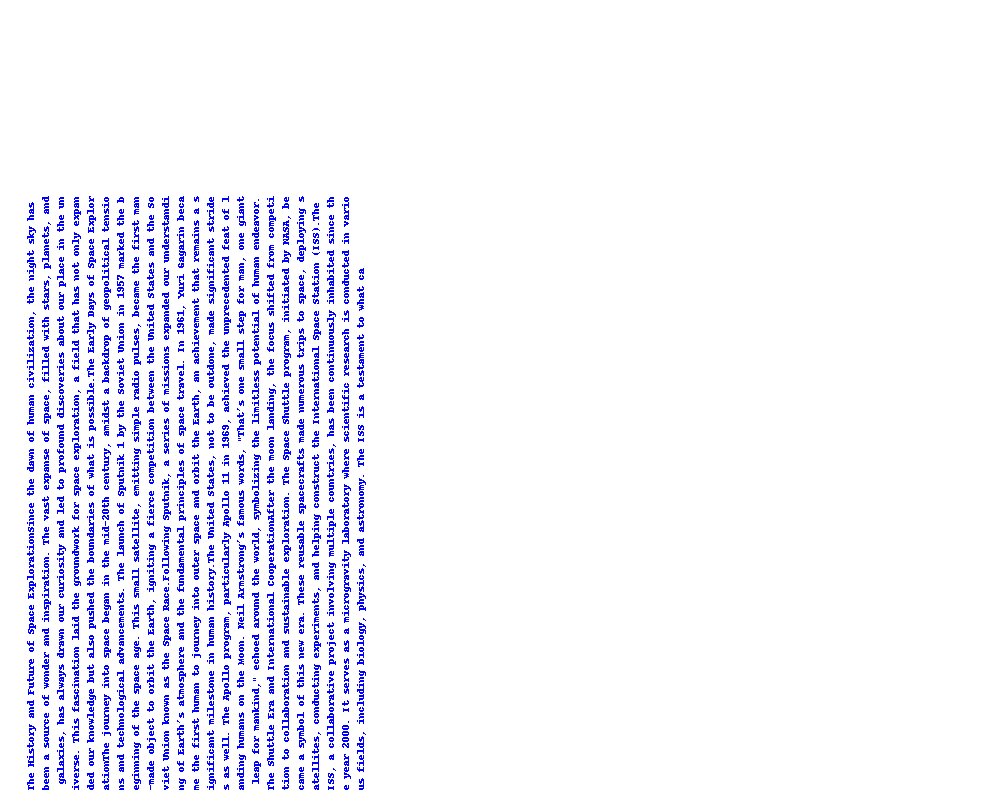 The History and Future of Space ExplorationSince the dawn of human civilization, the night sky has
been a source of wonder and inspiration. The vast expanse of space, filled with stars, planets, and
galaxies, has always drawn our curiosity and led to profound discoveries about our place in the un
iverse. This fascination laid the groundwork for space exploration, a field that has not only expan
ded our knowledge but also pushed the boundaries of what is possible.The Early Days of Space Explor
ationThe journey into space began in the mid-20th century, amidst a backdrop of geopolitical tensio
ns and technological advancements. The launch of Sputnik 1 by the Soviet Union in 1957 marked the b
eginning of the space age. This small satellite, emitting simple radio pulses, became the first man
-made object to orbit the Earth, igniting a fierce competition between the United States and the So
viet Union known as the Space Race.Following Sputnik, a series of missions expanded our understandi
ng of Earth's atmosphere and the fundamental principles of space travel. In 1961, Yuri Gagarin beca
me the first human to journey into outer space and orbit the Earth, an achievement that remains a s
ignificant milestone in human history.The United States, not to be outdone, made significant stride
s as well. The Apollo program, particularly Apollo 11 in 1969, achieved the unprecedented feat of l
anding humans on the Moon. Neil Armstrong's famous words, "That's one small step for man, one giant
leap for mankind," echoed around the world, symbolizing the limitless potential of human endeavor.
The Shuttle Era and International CooperationAfter the moon landing, the focus shifted from competi
tion to collaboration and sustainable exploration. The Space Shuttle program, initiated by NASA, be
came a symbol of this new era. These reusable spacecrafts made numerous trips to space, deploying s
atellites, conducting experiments, and helping construct the International Space Station (ISS).The
ISS, a collaborative project involving multiple countries, has been continuously inhabited since th
e year 2000. It serves as a microgravity laboratory where scientific research is conducted in vario
us fields, including biology, physics, and astronomy. The ISS is a testament to what ca